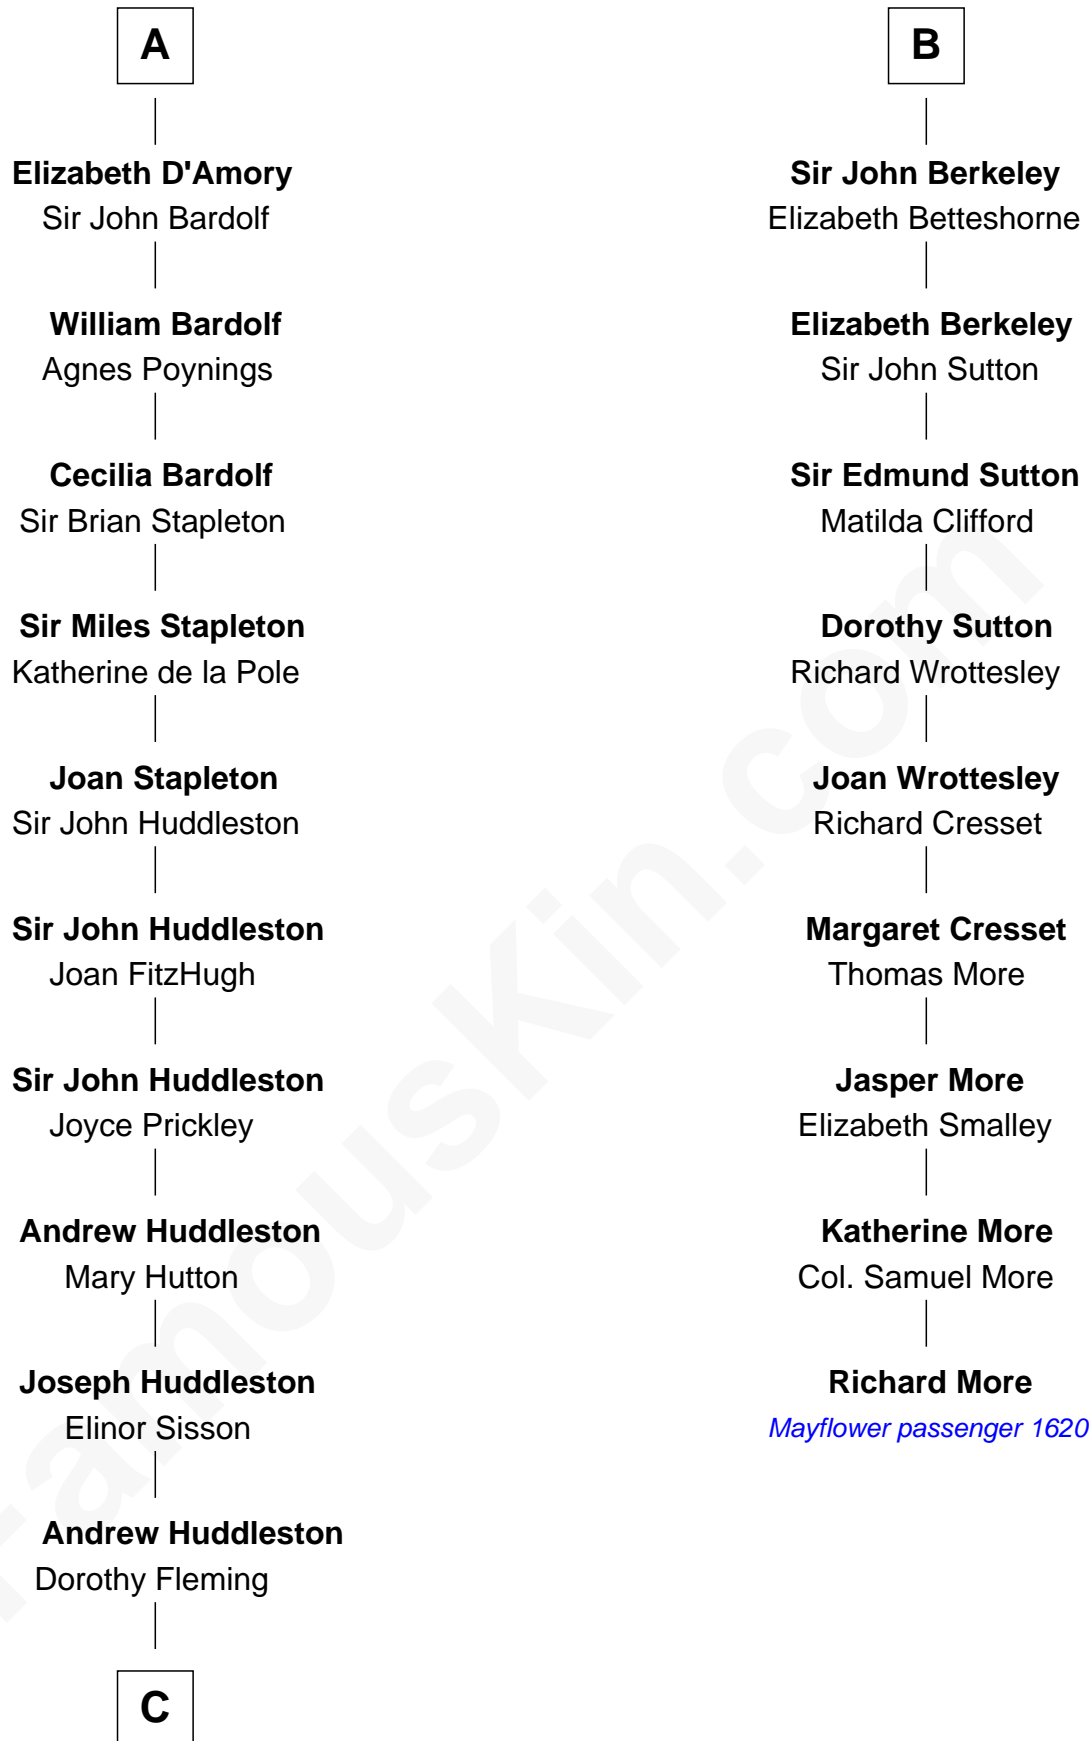 A
Elizabeth D'Amory
Sir John Bardolf
William Bardolf
Agnes Poynings
Cecilia Bardolf
Sir Brian Stapleton
Sir Miles Stapleton
Katherine de la Pole
Joan Stapleton
Sir John Huddleston
Sir John Huddleston
Joan FitzHugh
Sir John Huddleston
Joyce Prickley
Andrew Huddleston
Mary Hutton
Joseph Huddleston
Elinor Sisson
Andrew Huddleston
Dorothy Fleming
C
B
Sir John Berkeley
Elizabeth Betteshorne
Elizabeth Berkeley
Sir John Sutton
Sir Edmund Sutton
Matilda Clifford
Dorothy Sutton
Richard Wrottesley
Joan Wrottesley
Richard Cresset
Margaret Cresset
Thomas More
Jasper More
Elizabeth Smalley
Katherine More
Col. Samuel More
Richard More
Mayflower passenger 1620
FamousKin.com